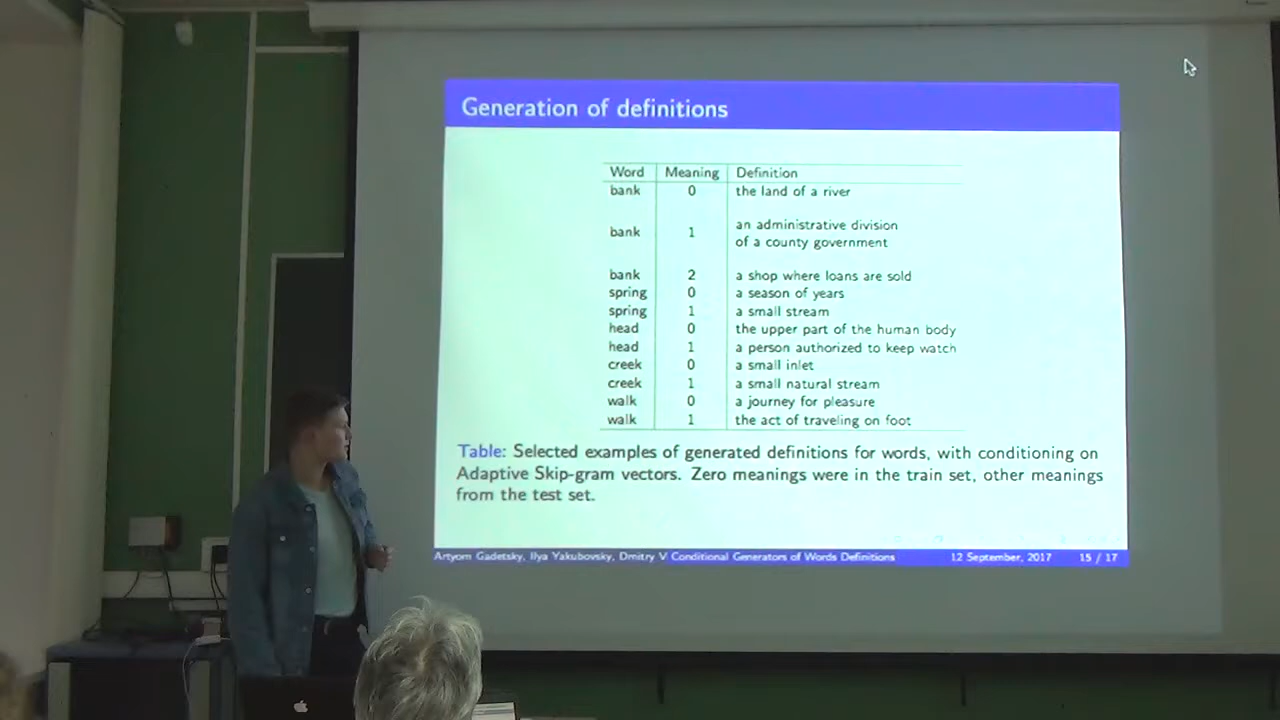 Generation of definitions
Word Meaning Definition
bank 0 the land of a river
bank 1 an administrative division
of a county government
bank 2 a shop where loans are sold
spring 0 a season of years
spring 1 a small stream
head 0 the upper part of the human body
head 1 a person authorized to keep watch
creek 0 a small inlet
creek 1 a small natural stream
walk 0 a journey for pleasure
walk 1 the act of traveling on foot
Table: Selected examples of generated definitions for words, with conditioning on
Adaptive Skip-gram vectors. Zero meanings were in the train set, other meanings
from the test set.
Artyom Gadetsky, Ilya Yakubovsky, Dmitry V Conditional Generators of Words Definitions 12 September, 2017 15 / 17